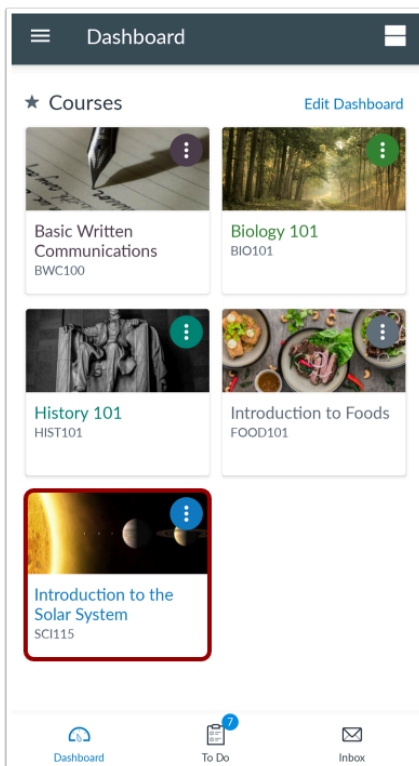 Dashboard
Courses
Edit Dashboard
Basic Written
Communications
BWC100
Biology 101
BIO101
History 101
HIST101
Introduction to Foods
FOOD101
Introduction to the
Solar System
SCI115
7
Dashboard
To Do
Inbox